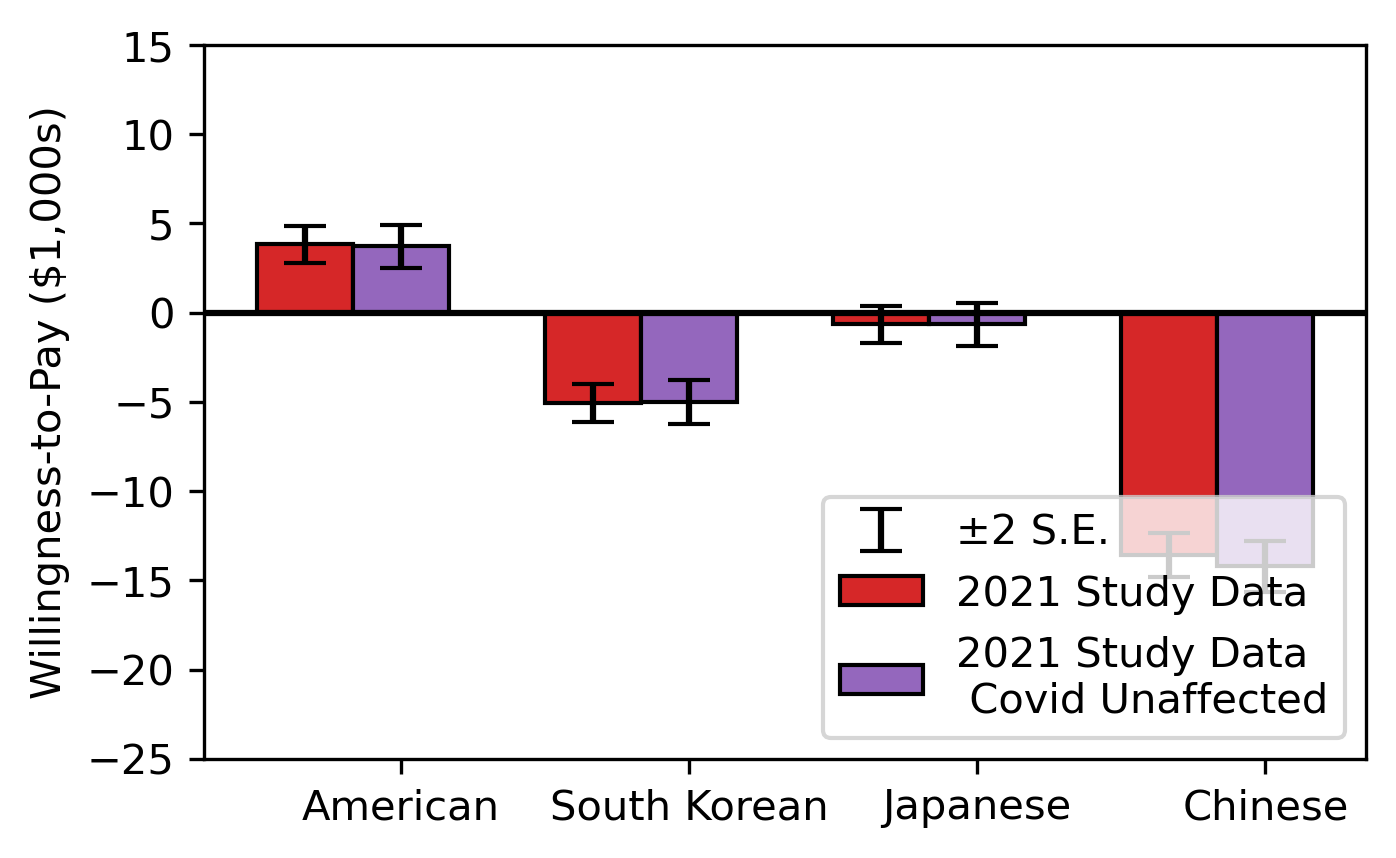 Willingness-to-Pay ($1,000s)
15
10
5
0
−5
−10
−15
−20
−25
±2 S.E.
2021 Study Data
2021 Study Data
Covid Unaffected
American
South Korean
Japanese
Chinese